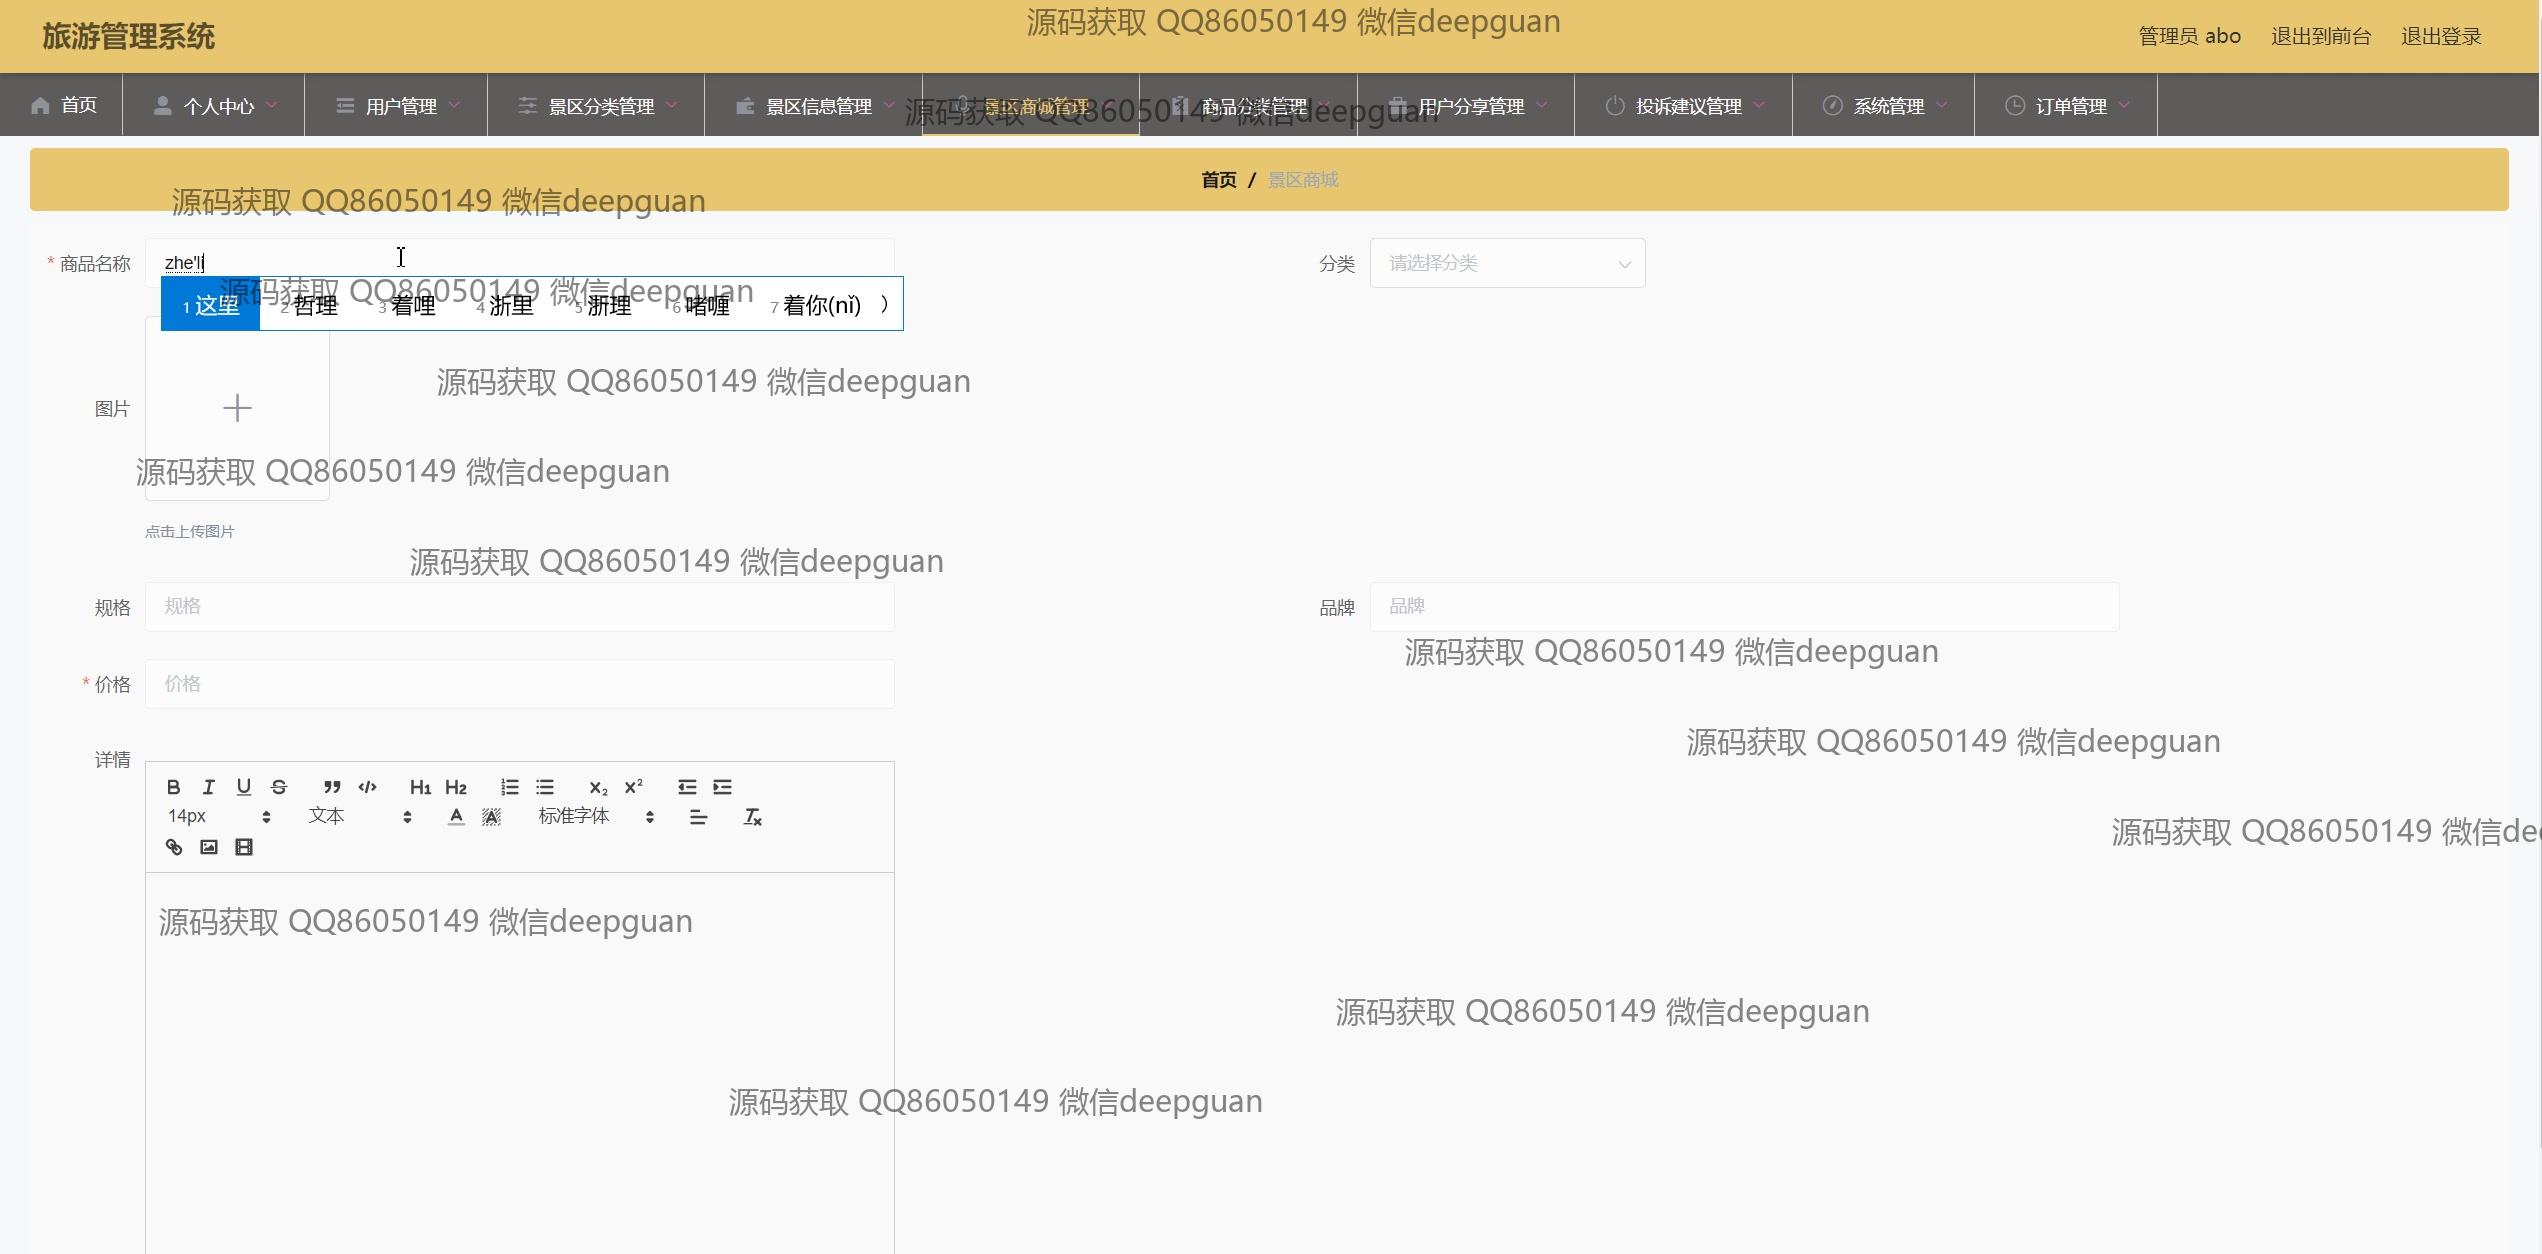 旅游管理系统
源码获取 QQ86050149 微信deepguan
管理员 abo 退出到前台 退出登录
首页 个人中心 用户管理 景区分类管理 景区信息管理 景区商城管理 商品分类管理 用户分享管理 投诉建议管理 系统管理 订单管理
源码获取 QQ86050149 微信deepguan
首页 / 景区商城
源码获取 QQ86050149 微信deepguan
* 商品名称 zhe'li
分类 请选择分类
源码获取 QQ86050149 微信deepguan
1 这里 2 哲理 3 着哩 4 浙里 5 浙理 6 啫喱 7 着你(nǐ)
源码获取 QQ86050149 微信deepguan
图片
源码获取 QQ86050149 微信deepguan
点击上传图片
源码获取 QQ86050149 微信deepguan
规格 规格
品牌 品牌
源码获取 QQ86050149 微信deepguan
* 价格 价格
源码获取 QQ86050149 微信deepguan
详情
B I U S H1 H2 x2 x2
14px 文本 A A 标准字体 Tx
源码获取 QQ86050149 微信de
源码获取 QQ86050149 微信deepguan
源码获取 QQ86050149 微信deepguan
源码获取 QQ86050149 微信deepguan